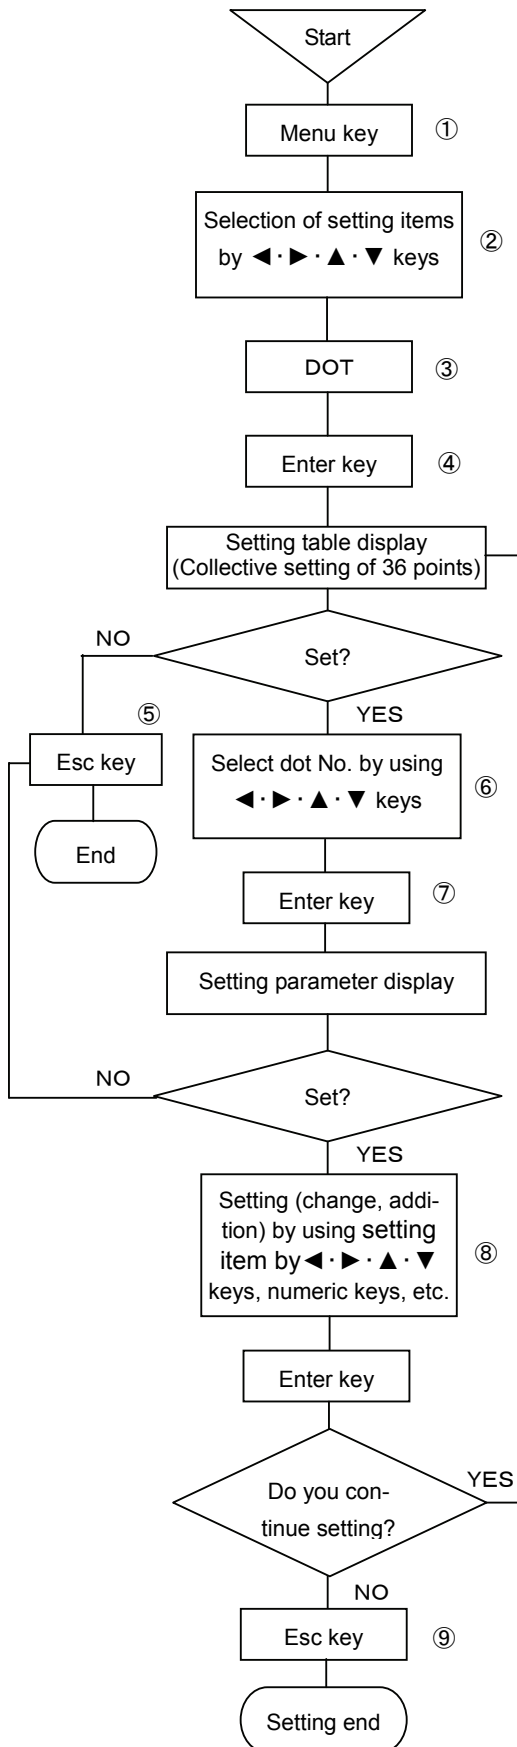 Start
Menu key ①
Selection of setting items
by ◄·►·▲·▼ keys ②
DOT ③
Enter key ④
Setting table display
(Collective setting of 36 points)
NO
Set?
YES
⑤
Esc key
End
Select dot No. by using
◄·►·▲·▼ keys ⑥
Enter key ⑦
Setting parameter display
NO
Set?
YES
Setting (change, addi-
tion) by using setting
item by◄·►·▲·▼ ⑧
keys, numeric keys, etc.
Enter key
YES
Do you con-
tinue setting?
NO
Esc key ⑨
Setting end